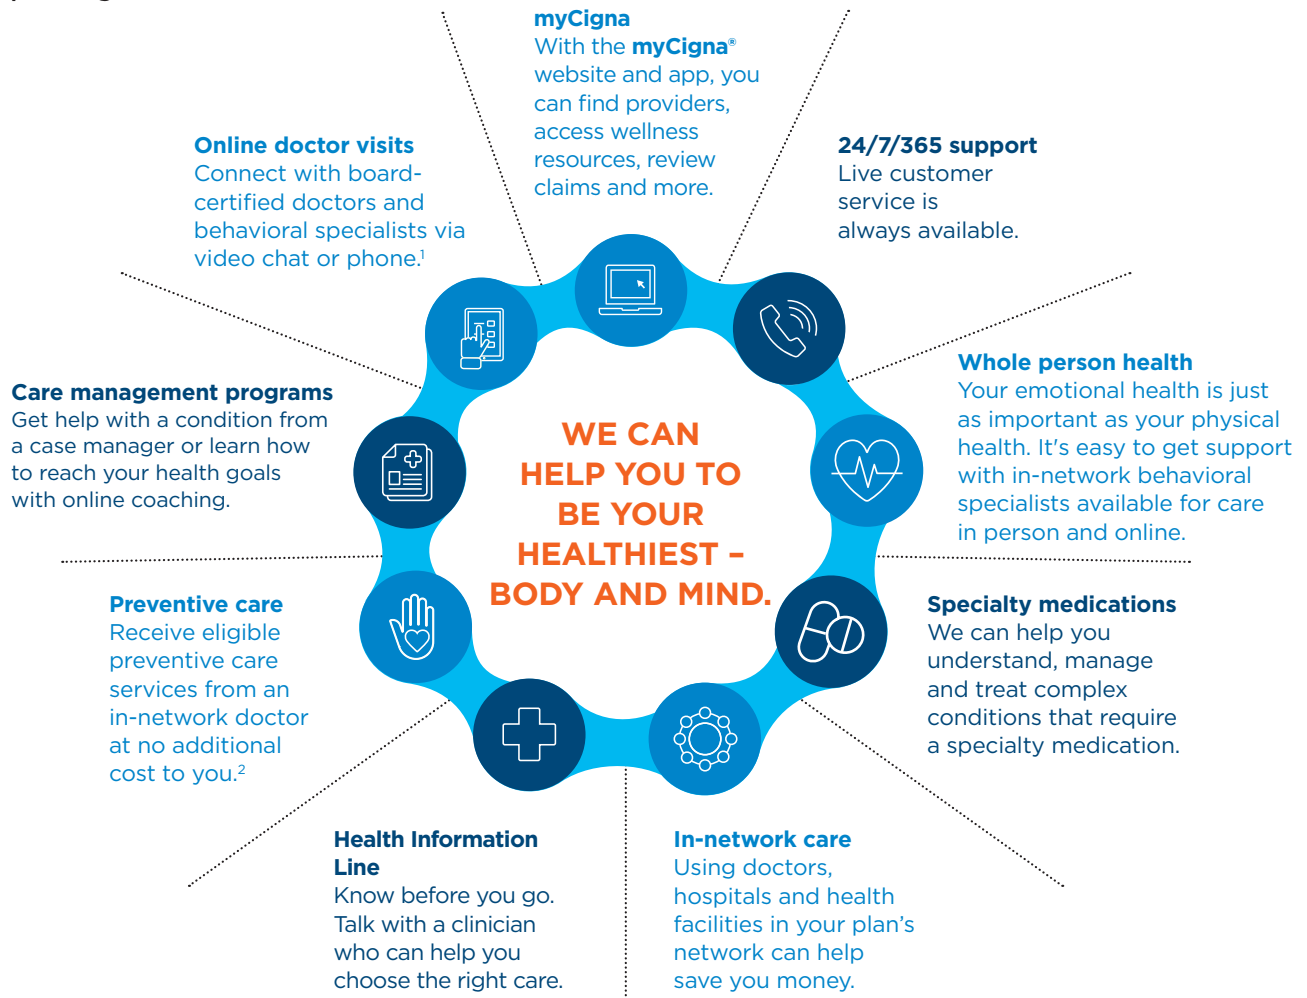 myCigna
With the myCigna®
website and app, you
can find providers,
access wellness
resources, review
claims and more.
24/7/365 support
Live customer
service is
always available.
Whole person health
Your emotional health is just
as important as your physical
health. It's easy to get support
with in-network behavioral
specialists available for care
in person and online.
Specialty medications
We can help you
understand, manage
and treat complex
conditions that require
a specialty medication.
In-network care
Using doctors,
hospitals and health
facilities in your plan's
network can help
save you money.
Health Information
Line
Know before you go.
Talk with a clinician
who can help you
choose the right care.
Preventive care
Receive eligible
preventive care
services from an
in-network doctor
at no additional
cost to you.2
Care management programs
Get help with a condition from
a case manager or learn how
to reach your health goals
with online coaching.
Online doctor visits
Connect with board-
certified doctors and
behavioral specialists via
video chat or phone.1
WE CAN
HELP YOU TO
BE YOUR
HEALTHIEST –
BODY AND MIND.